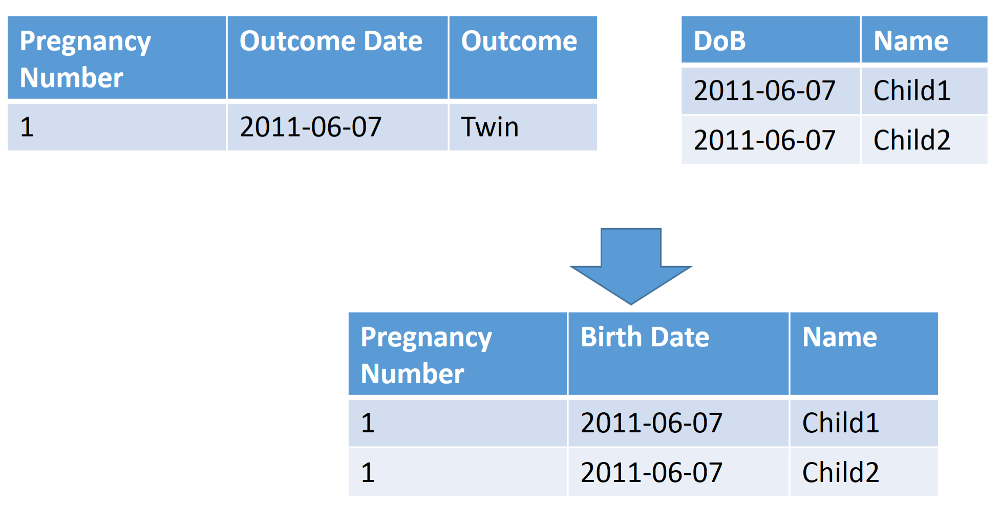 Pregnancy Number Outcome Date Outcome
1 2011-06-07 Twin
DoB Name
2011-06-07 Child1
2011-06-07 Child2
Pregnancy Number Birth Date Name
1 2011-06-07 Child1
1 2011-06-07 Child2